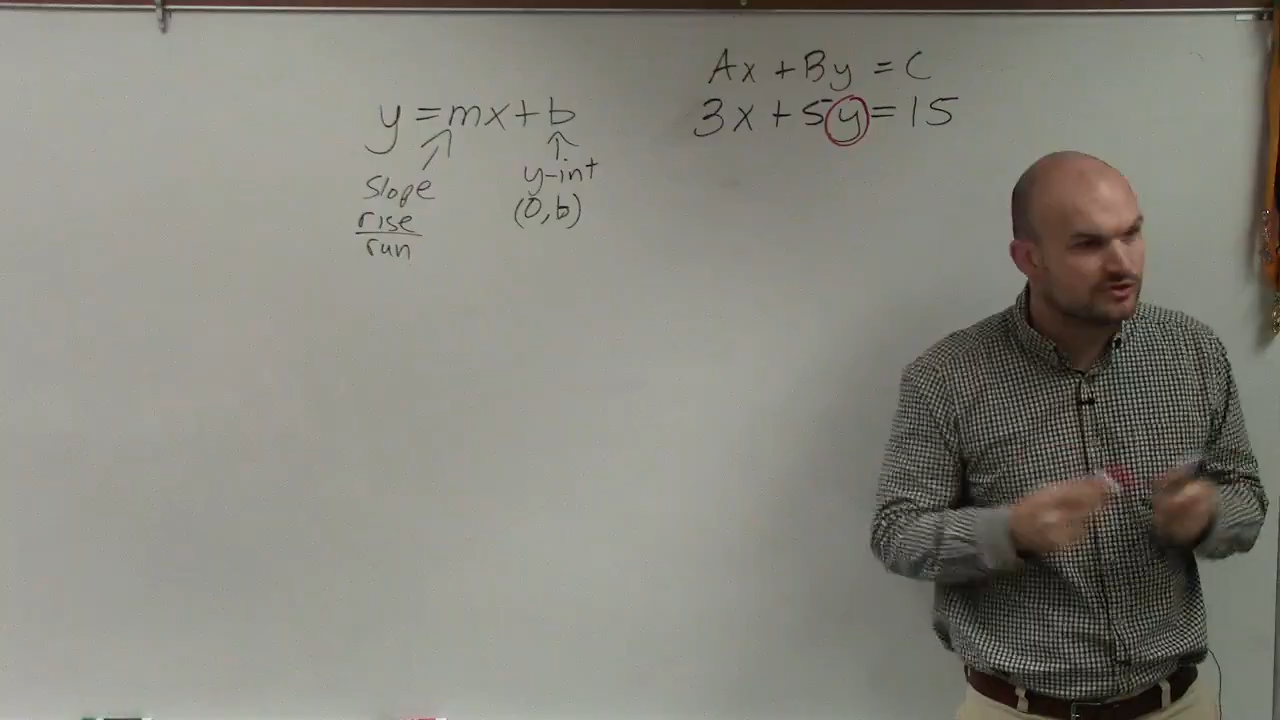 y = mx + b
slope
rise
run
y-int
(0, b)
Ax + By = C
3x + 5y = 15